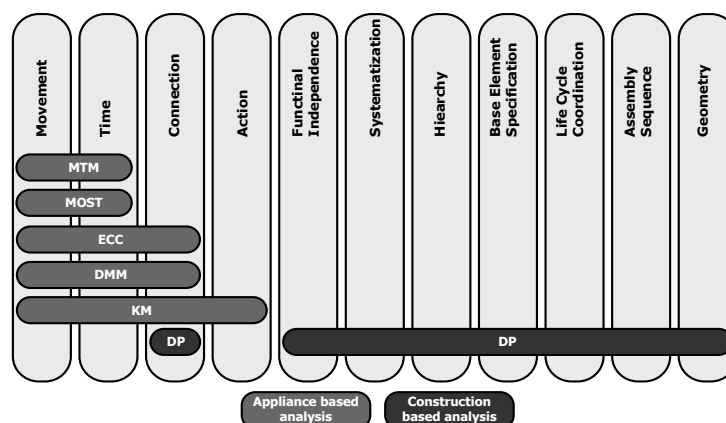 Movement
Time
Connection
Action
Functinal
Independence
Systematization
Hiearchy
Base Element
Specification
Life Cycle
Coordination
Assembly
Sequence
Geometry
MTM
MOST
ECC
DMM
KM
DP
DP
Appliance based
analysis
Construction
based analysis